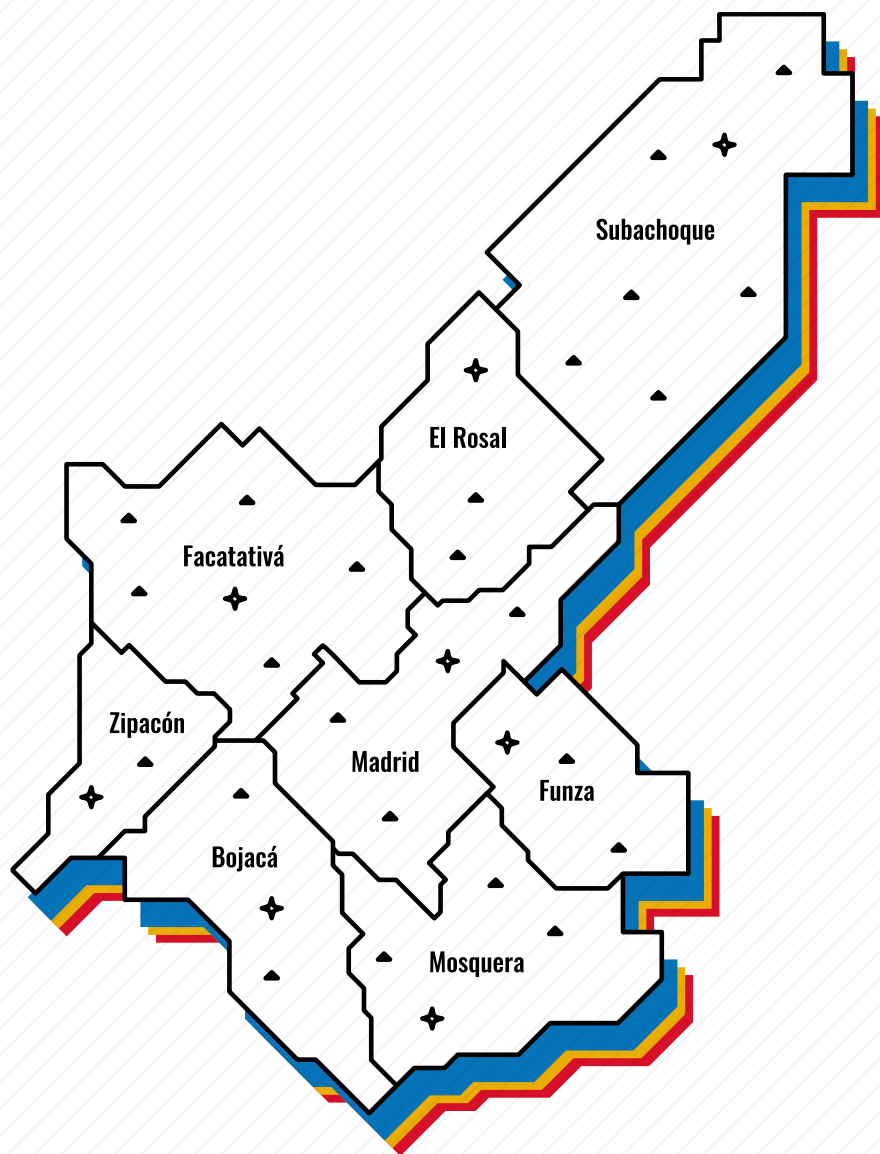 Subachoque
El Rosal
Facatativá
Zipacón
Madrid
Funza
Bojacá
Mosquera